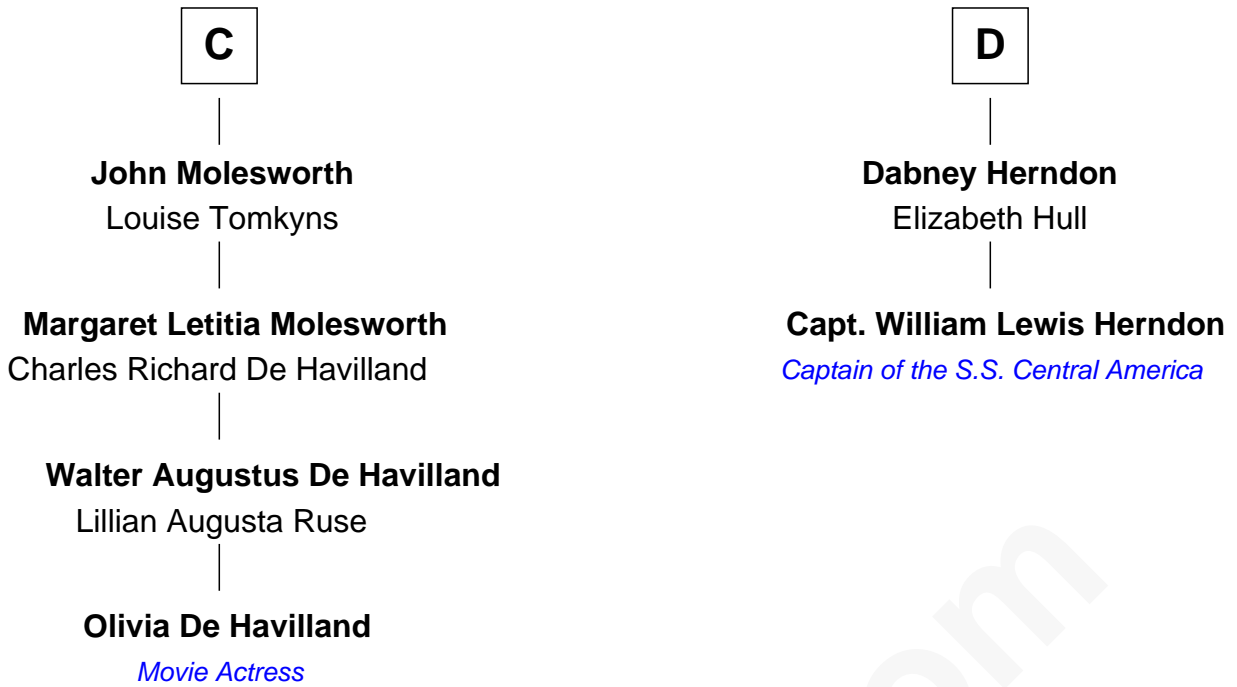 C
John Molesworth
Louise Tomkyns
Margaret Letitia Molesworth
Charles Richard De Havilland
Walter Augustus De Havilland
Lillian Augusta Ruse
Olivia De Havilland
Movie Actress
D
Dabney Herndon
Elizabeth Hull
Capt. William Lewis Herndon
Captain of the S.S. Central America
om